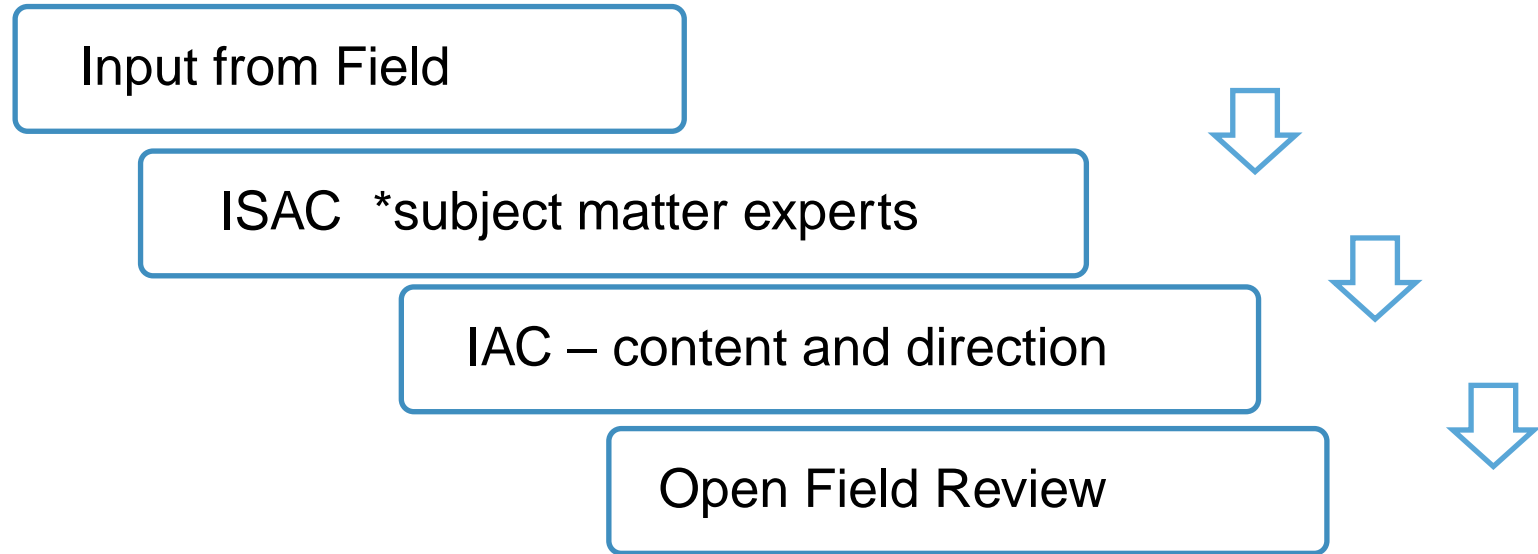 Input from Field
ISAC *subject matter experts
IAC – content and direction
Open Field Review